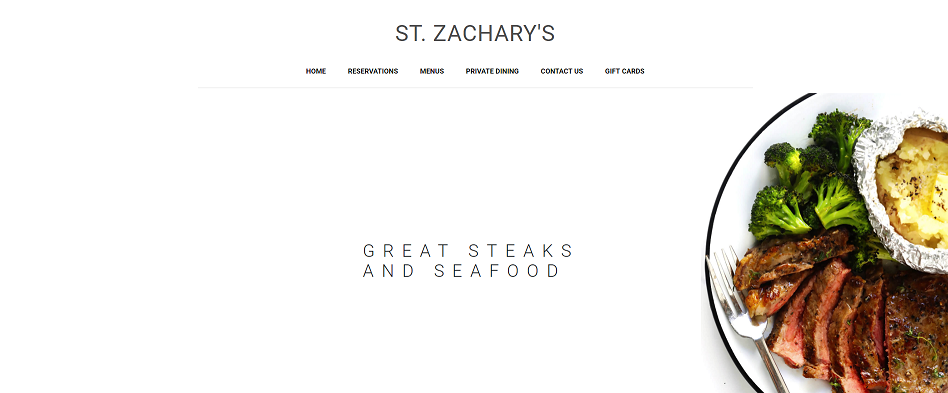 ST. ZACHARY'S
HOME RESERVATIONS MENUS PRIVATE DINING CONTACT US GIFT CARDS
GREAT STEAKS
AND SEAFOOD